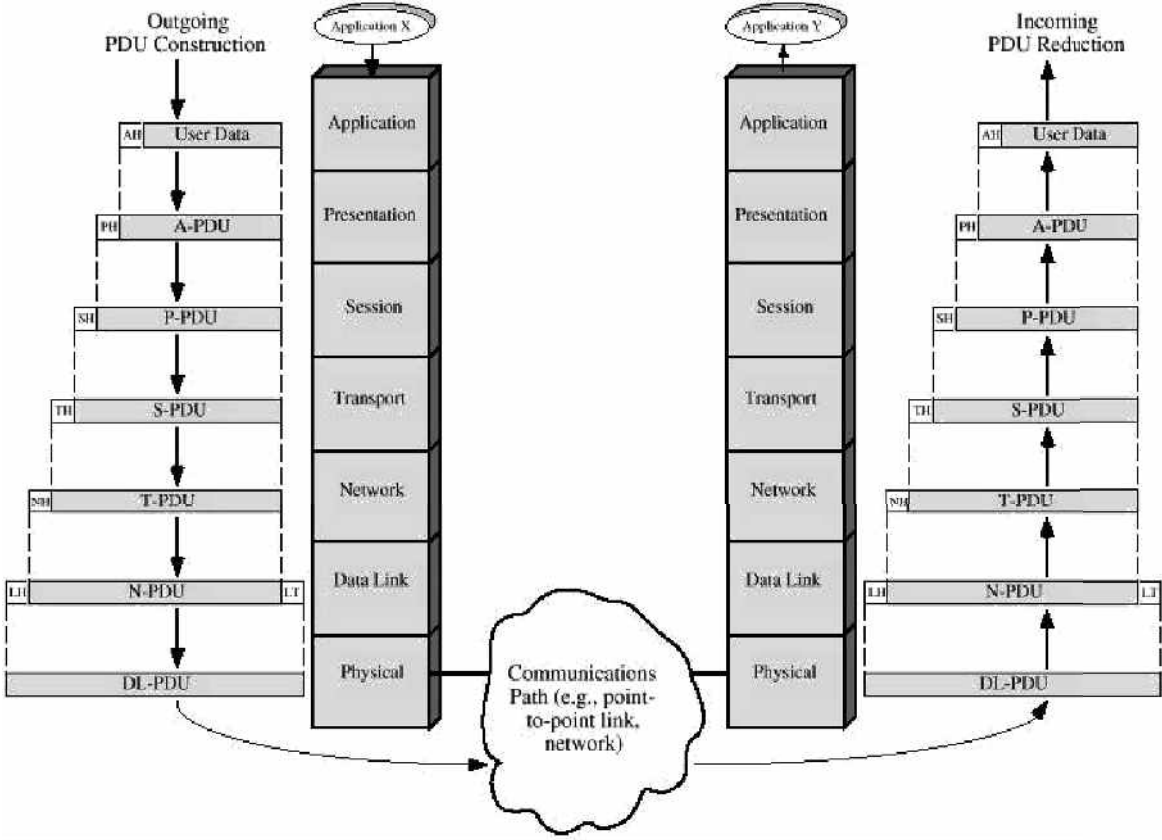 Outgoing
PDU Construction
Application X
Application Y
Incoming
PDU Reduction
AH User Data
Application
Application
AH User Data
PH A-PDU
Presentation
Presentation
PH A-PDU
SH P-PDU
Session
Session
SH P-PDU
TH S-PDU
Transport
Transport
TH S-PDU
NH T-PDU
Network
Network
NH T-PDU
LH N-PDU LT
Data Link
Data Link
LH N-PDU LT
DL-PDU
Physical
Communications
Path (e.g., point-
to-point link,
network)
Physical
DL-PDU